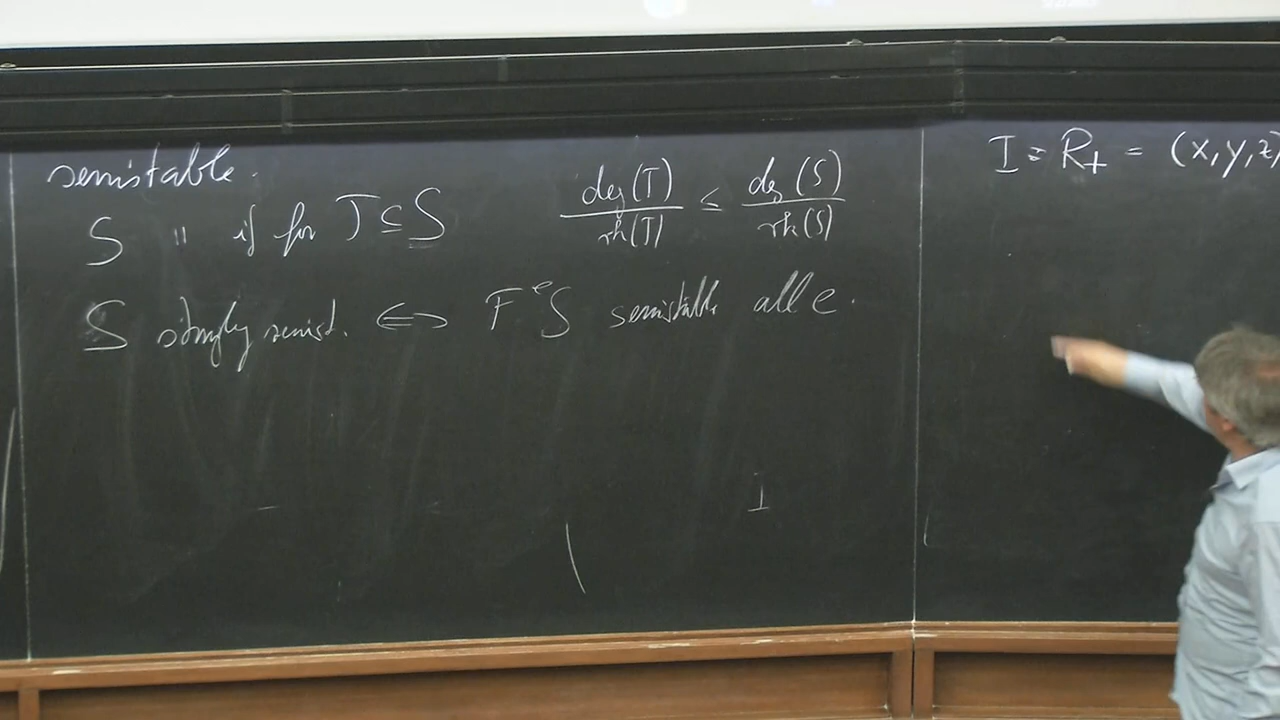 semistable.
S " if for T ⊆ S deg(T)/rk(T) ≤ deg(S)/rk(S)
S strongly semist. ⟺ F^e S semistable all e.
I = R₊ = (x, y, z